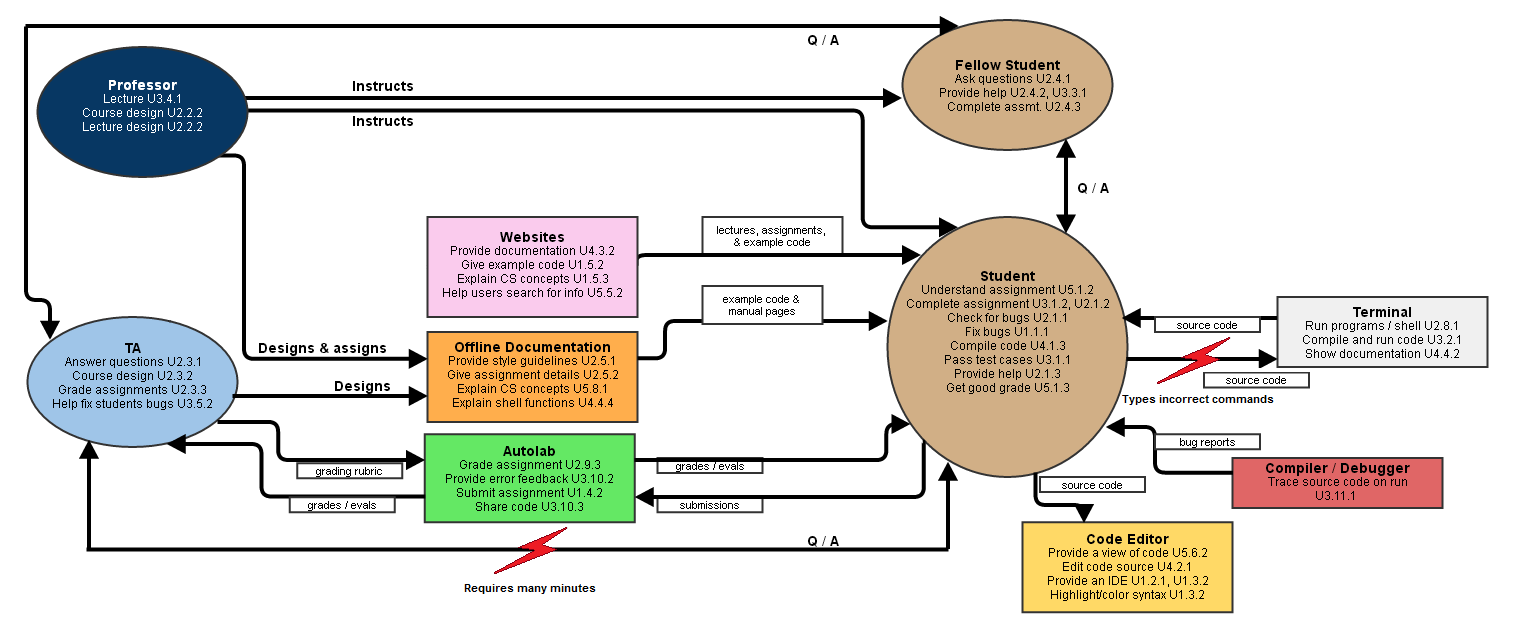 Q / A
Professor
Lecture U3.4.1
Course design U2.2.2
Lecture design U2.2.2
Instructs
Instructs
Fellow Student
Ask questions U2.4.1
Provide help U2.4.2, U3.3.1
Complete assmt. U2.4.3
Q / A
Websites
Provide documentation U4.3.2
Give example code U1.5.2
Explain CS concepts U1.5.3
Help users search for info U5.5.2
lectures, assignments,
& example code
example code &
manual pages
Student
Understand assignment U5.1.2
Complete assignment U3.1.2, U2.1.2
Check for bugs U2.1.1
Fix bugs U1.1.1
Compile code U4.1.3
Pass test cases U3.1.1
Provide help U2.1.3
Get good grade U5.1.3
Terminal
Run programs / shell U2.8.1
Compile and run code U3.2.1
Show documentation U4.4.2
source code
source code
Types incorrect commands
TA
Answer questions U2.3.1
Course design U2.3.2
Grade assignments U2.3.3
Help fix students bugs U3.5.2
Designs & assigns
Designs
Offline Documentation
Provide style guidelines U2.5.1
Give assignment details U2.5.2
Explain CS concepts U5.8.1
Explain shell functions U4.4.4
Autolab
Grade assignment U2.9.3
Provide error feedback U3.10.2
Submit assignment U1.4.2
Share code U3.10.3
grading rubric
grades / evals
grades / evals
submissions
bug reports
Compiler / Debugger
Trace source code on run
U3.11.1
source code
Code Editor
Provide a view of code U5.6.2
Edit code source U4.2.1
Provide an IDE U1.2.1, U1.3.2
Highlight/color syntax U1.3.2
Q / A
Requires many minutes